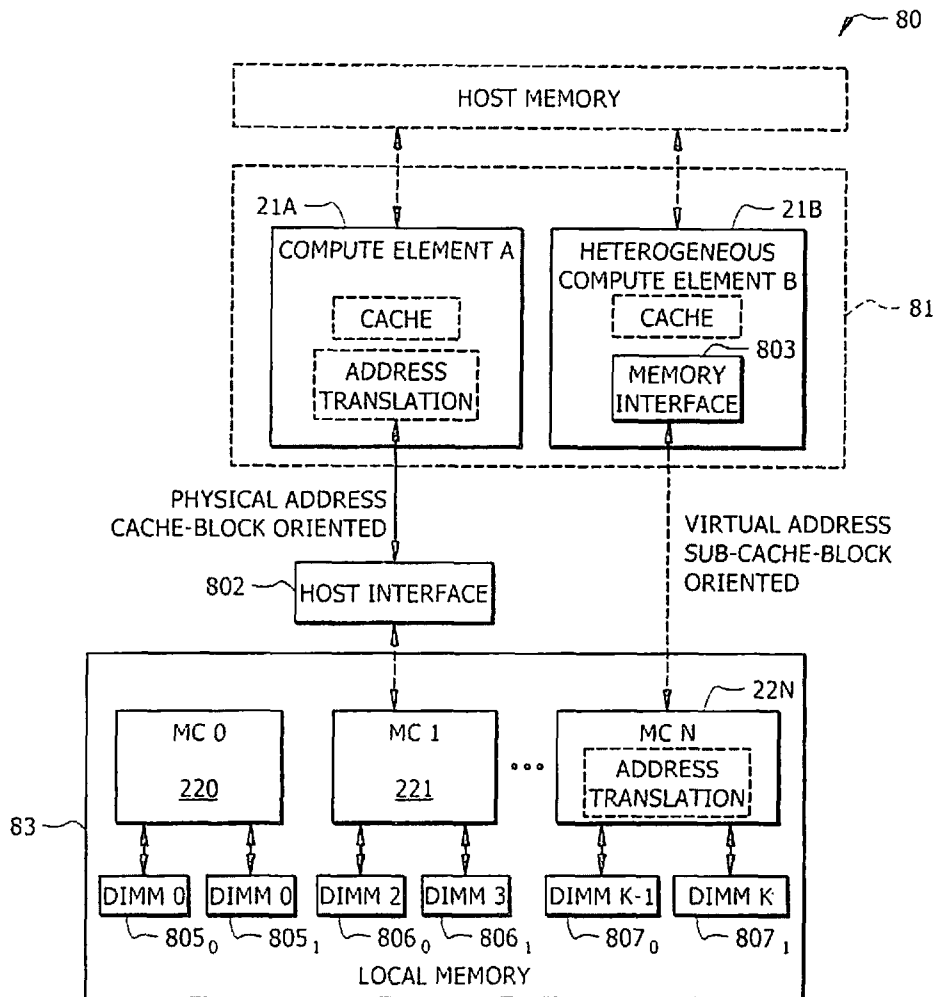 80
HOST MEMORY
21A
21B
COMPUTE ELEMENT A
HETEROGENEOUS
COMPUTE ELEMENT B
CACHE
CACHE
81
803
ADDRESS
TRANSLATION
MEMORY
INTERFACE
PHYSICAL ADDRESS
CACHE-BLOCK ORIENTED
VIRTUAL ADDRESS
SUB-CACHE-BLOCK
ORIENTED
802
HOST INTERFACE
22N
MC 0
MC 1
MC N
220
221
•••
ADDRESS
TRANSLATION
83
DIMM 0
DIMM 0
DIMM 2
DIMM 3
DIMM K-1
DIMM K
805₀
805₁
806₀
806₁
807₀
807₁
LOCAL MEMORY